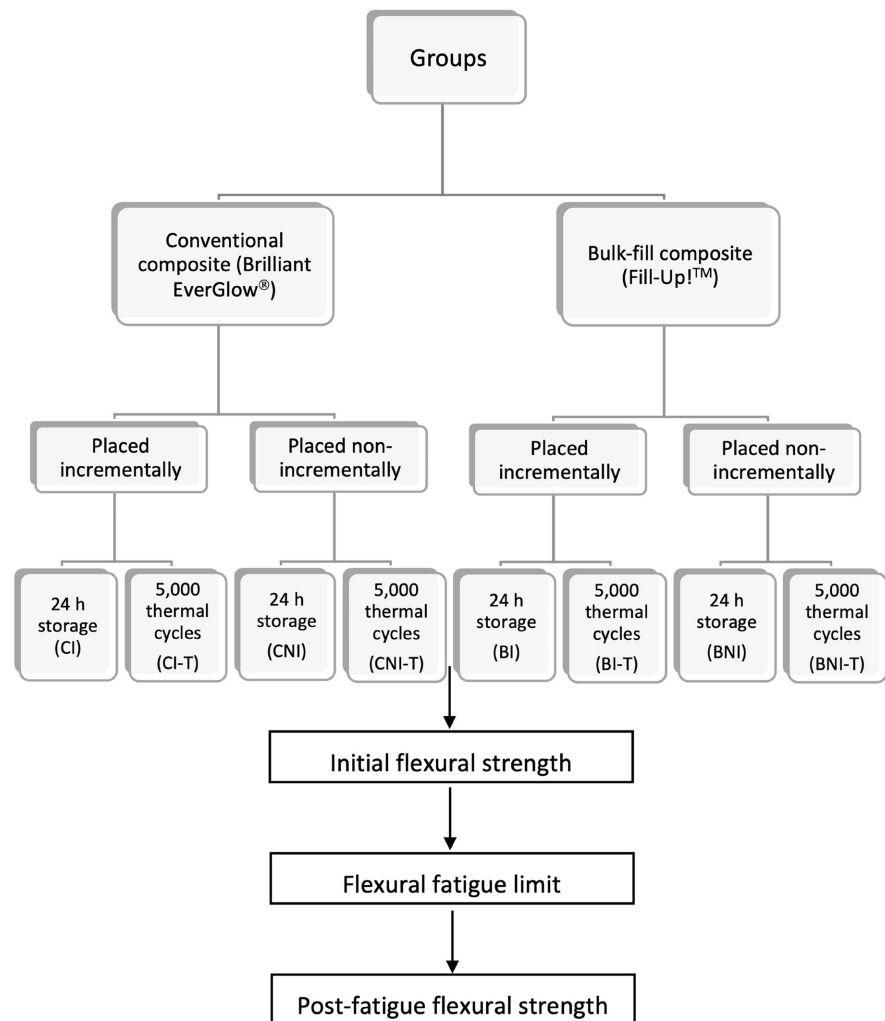 Groups
Conventional
composite (Brilliant
EverGlow®)
Bulk-fill composite
(Fill-Up!™)
Placed
incrementally
Placed non-
incrementally
Placed
incrementally
Placed non-
incrementally
24 h
storage
(CI)
5,000
thermal
cycles
(CI-T)
24 h
storage
(CNI)
5,000
thermal
cycles
(CNI-T)
24 h
storage
(BI)
5,000
thermal
cycles
(BI-T)
24 h
storage
(BNI)
5,000
thermal
cycles
(BNI-T)
Initial flexural strength
Flexural fatigue limit
Post-fatigue flexural strength